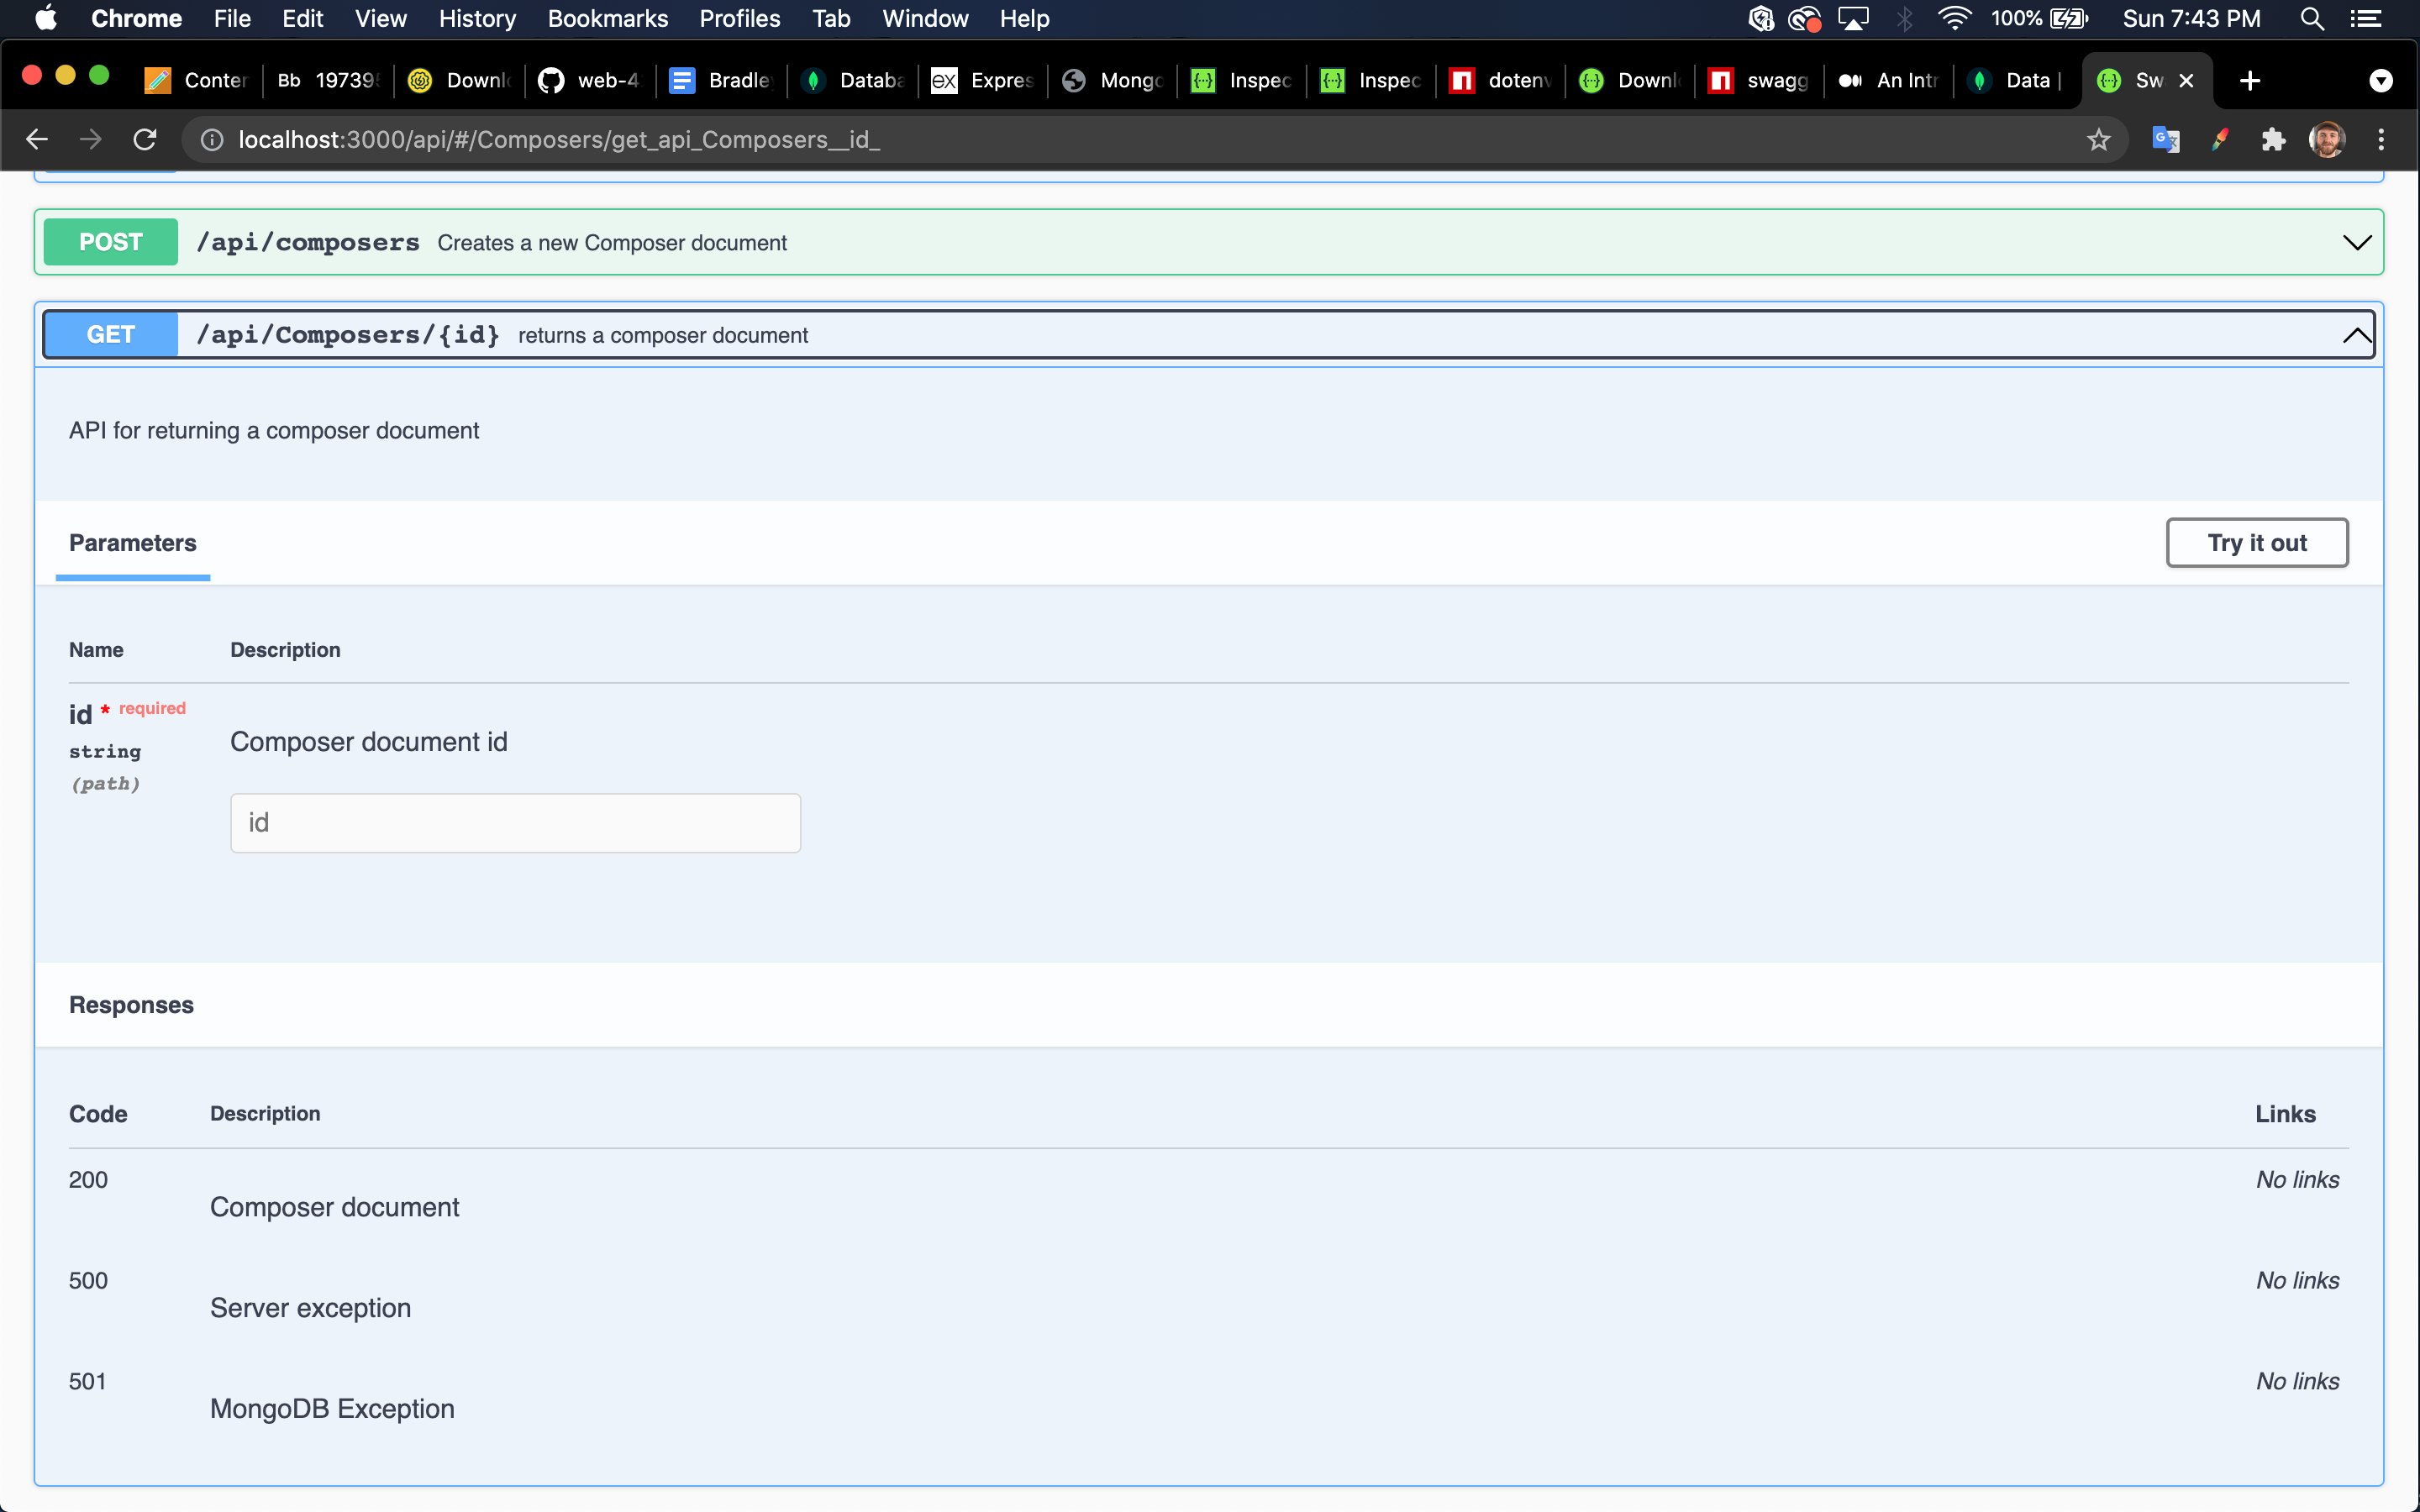 Chrome File Edit View History Bookmarks Profiles Tab Window Help 100% Sun 7:43 PM
Conten Bb 19739 Downl web-4 Bradle Databa ex Expres Mongo Inspec Inspec dotenv Downl swagg An Intr Data | Sw
localhost:3000/api/#/Composers/get_api_Composers__id_
POST /api/composers Creates a new Composer document
GET /api/Composers/{id} returns a composer document
API for returning a composer document
Parameters Try it out
Name Description
id * required
string
(path)
Composer document id
id
Responses
Code Description Links
200 No links
Composer document
500 No links
Server exception
501 No links
MongoDB Exception